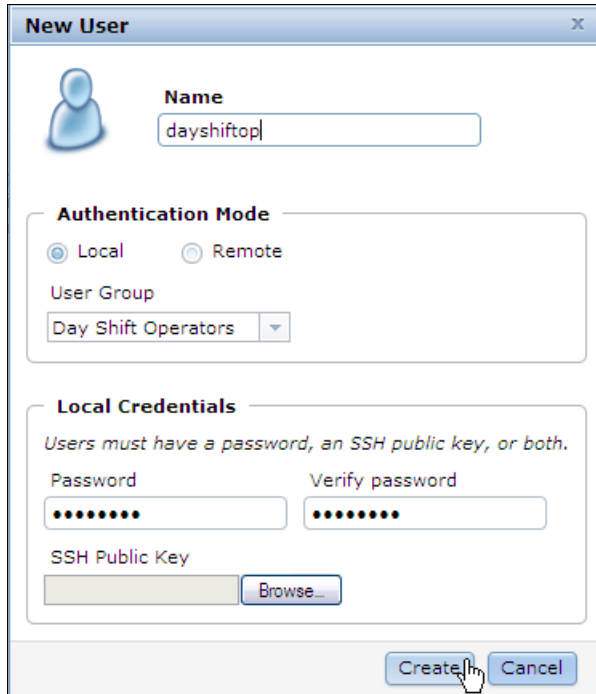 New User x
Name
dayshiftop
Authentication Mode
Local Remote
User Group
Day Shift Operators
Local Credentials
Users must have a password, an SSH public key, or both.
Password Verify password
•••••••• ••••••••
SSH Public Key
Browse...
Create Cancel